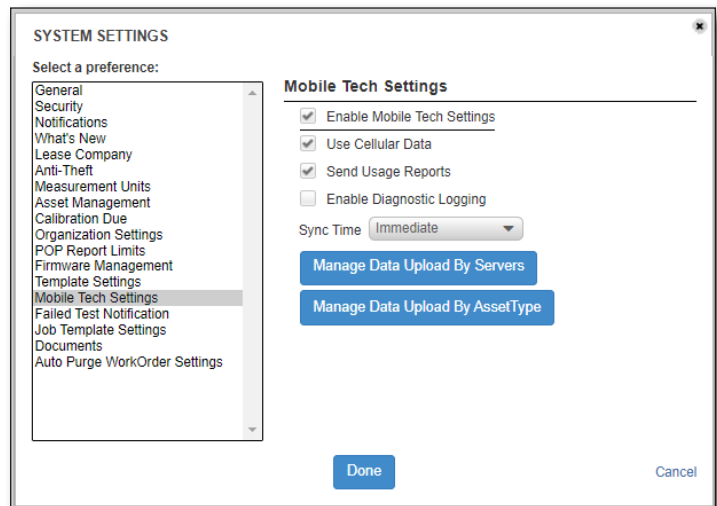 SYSTEM SETTINGS
Select a preference:
General
Security
Notifications
What's New
Lease Company
Anti-Theft
Measurement Units
Asset Management
Calibration Due
Organization Settings
POP Report Limits
Firmware Management
Template Settings
Mobile Tech Settings
Failed Test Notification
Job Template Settings
Documents
Auto Purge WorkOrder Settings
Mobile Tech Settings
Enable Mobile Tech Settings
Use Cellular Data
Send Usage Reports
Enable Diagnostic Logging
Sync Time Immediate
Manage Data Upload By Servers
Manage Data Upload By AssetType
Done
Cancel